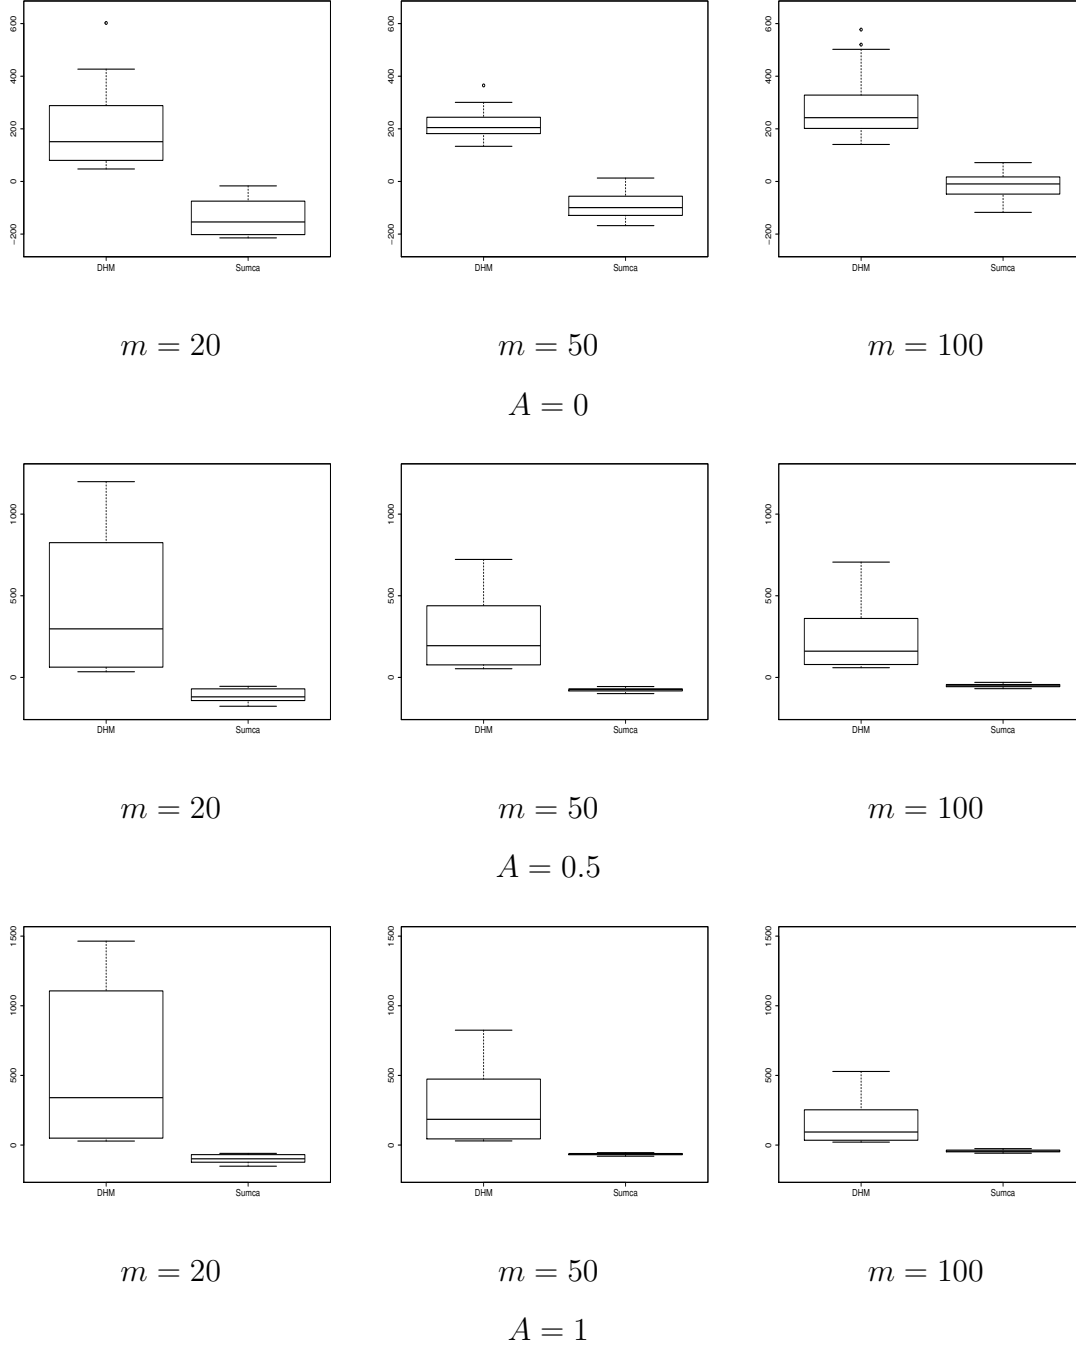 600
400
200
0
−200
DHM
Sumca
600
400
200
0
−200
DHM
Sumca
600
400
200
0
−200
DHM
Sumca
m = 20
m = 50
m = 100
A = 0
1000
500
0
DHM
Sumca
1000
500
0
DHM
Sumca
1000
500
0
DHM
Sumca
m = 20
m = 50
m = 100
A = 0.5
1500
1000
500
0
DHM
Sumca
1500
1000
500
0
DHM
Sumca
1500
1000
500
0
DHM
Sumca
m = 20
m = 50
m = 100
A = 1